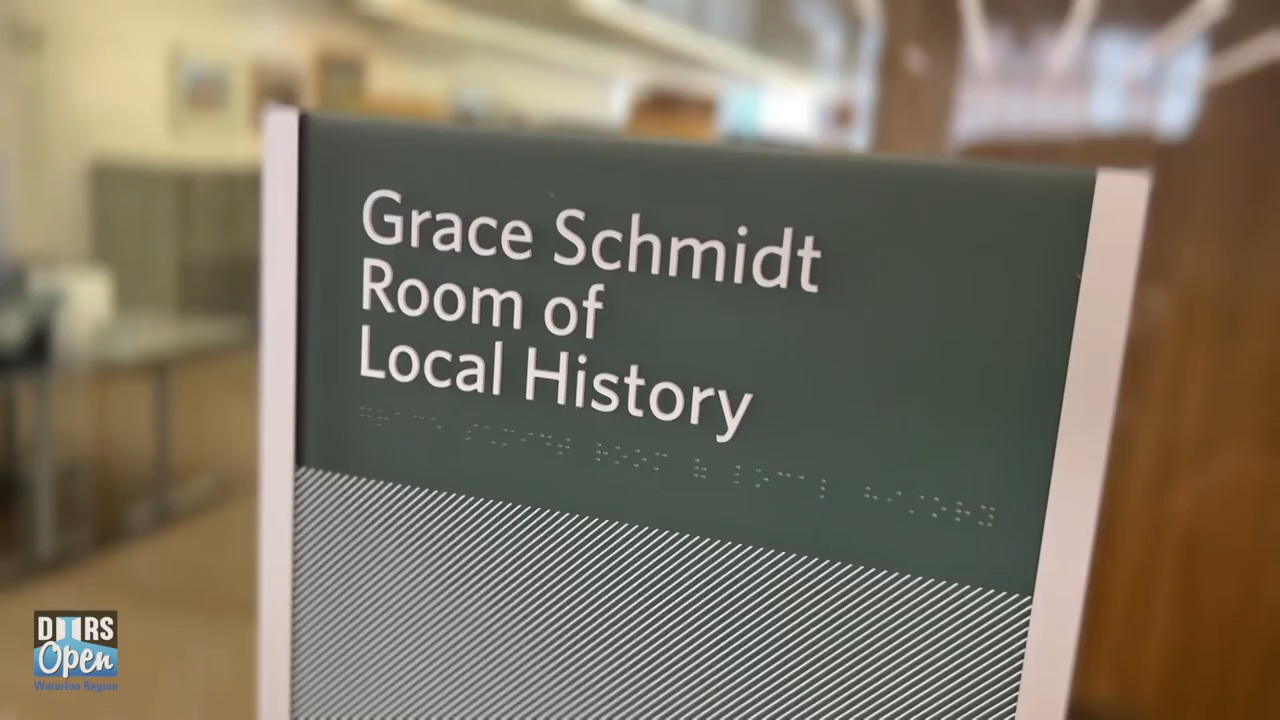 Grace Schmidt
Room of
Local History
DOORS
Open
Waterloo Region